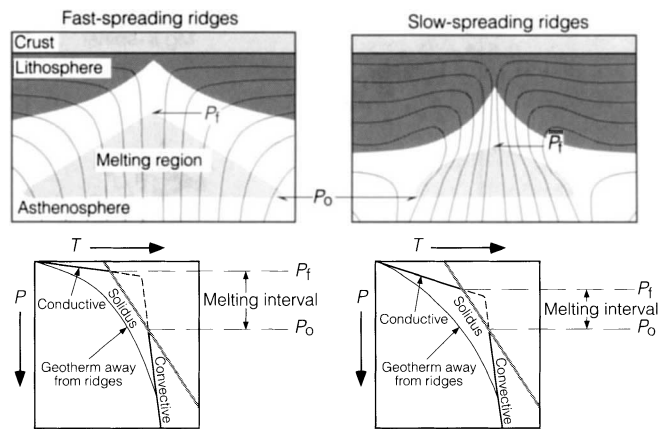 Fast-spreading ridges
Slow-spreading ridges
Crust
Lithosphere
Pf
Melting region
Asthenosphere
Pf
Po
T
P
Conductive
Solidus
Geotherm away
from ridges
Convective
Pf
Melting interval
Po
T
P
Conductive
Solidus
Geotherm away
from ridges
Convective
Pf
Melting interval
Po